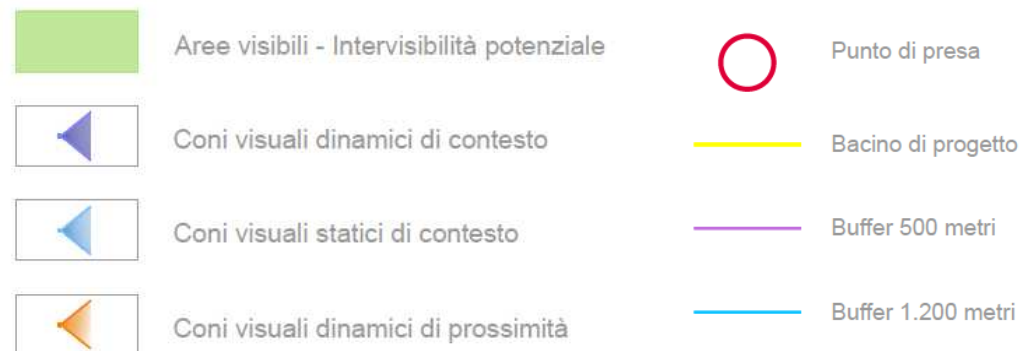 Aree visibili - Intervisibilità potenziale
Coni visuali dinamici di contesto
Coni visuali statici di contesto
Coni visuali dinamici di prossimità
Punto di presa
Bacino di progetto
Buffer 500 metri
Buffer 1.200 metri